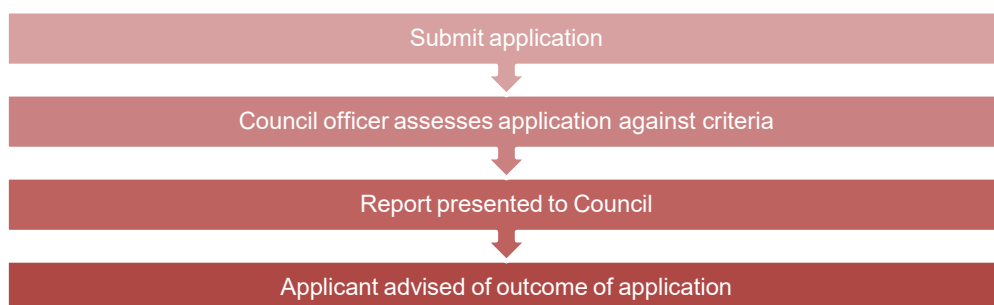 Submit application
Council officer assesses application against criteria
Report presented to Council
Applicant advised of outcome of application